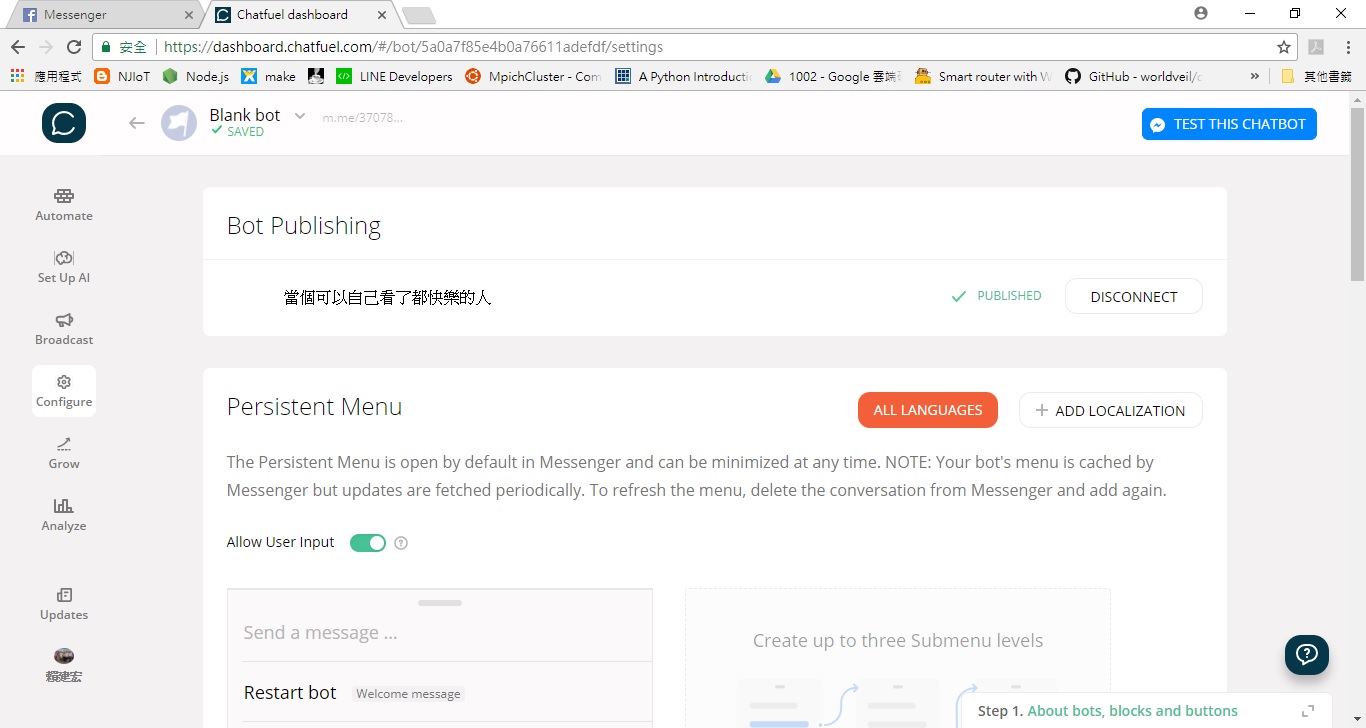 Messenger
Chatfuel dashboard
安全 https://dashboard.chatfuel.com/#/bot/5a0a7f85e4b0a76611adefdf/settings
應用程式 NJIoT Node.js make LINE Developers MpichCluster - Com A Python Introductio 1002 - Google 雲端硬 Smart router with W GitHub - worldveil/d » 其他書籤
Blank bot m.me/37078...
SAVED
TEST THIS CHATBOT
Automate
Set Up AI
Broadcast
Configure
Grow
Analyze
Updates
賴建宏
Bot Publishing
當個可以自己看了都快樂的人 PUBLISHED DISCONNECT
Persistent Menu ALL LANGUAGES + ADD LOCALIZATION
The Persistent Menu is open by default in Messenger and can be minimized at any time. NOTE: Your bot's menu is cached by
Messenger but updates are fetched periodically. To refresh the menu, delete the conversation from Messenger and add again.
Allow User Input ?
Send a message ...
Create up to three Submenu levels
Restart bot Welcome message
Step 1. About bots, blocks and buttons